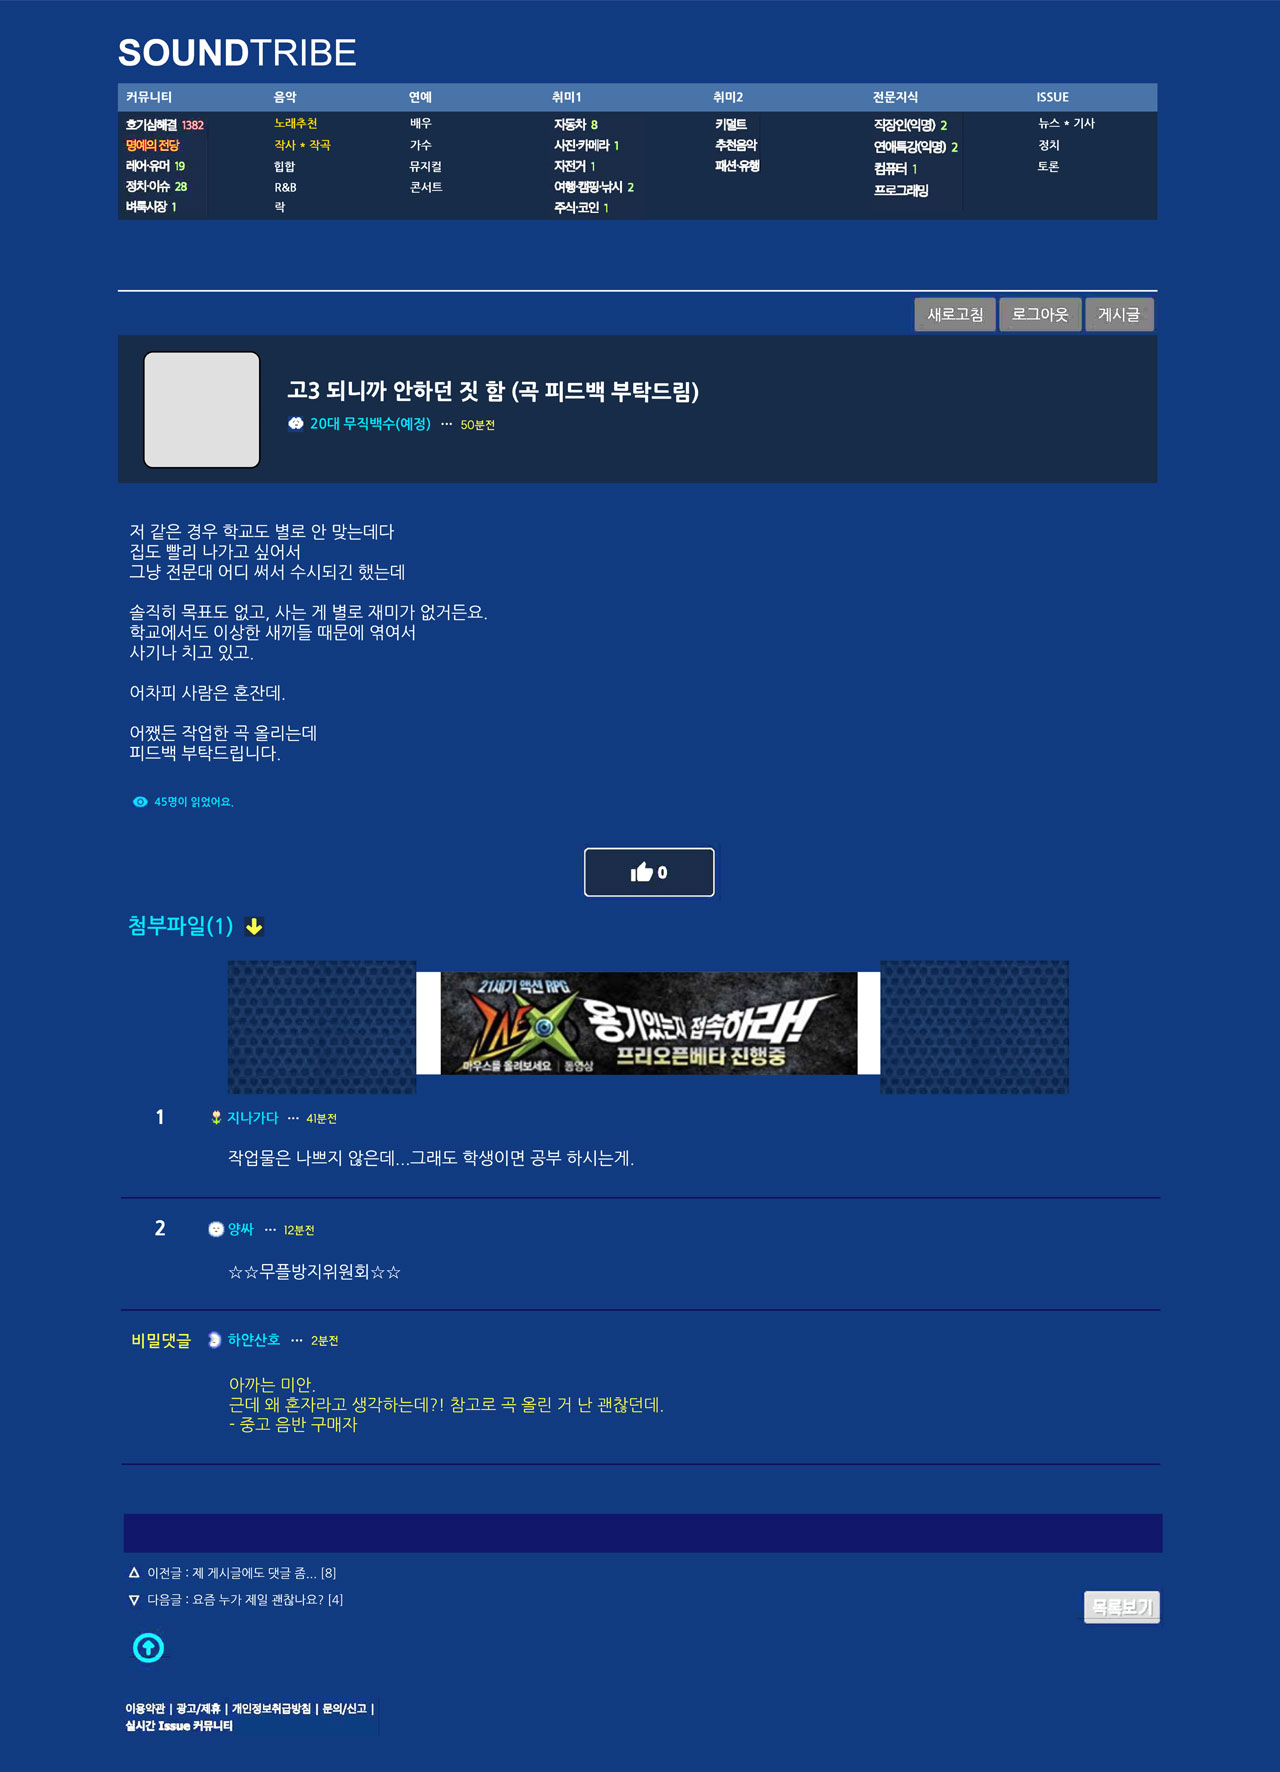 SOUNDTRIBE
커뮤니티 음악 연예 취미1 취미2 전문지식 ISSUE
호기심해결 1382 노래추천 배우 자동차 8 키덜트 직장인(익명) 2 뉴스 * 기사
명예의 전당 작사 * 작곡 가수 사진·카메라 1 추천음악 연애특강(익명) 2 정치
레어·유머 19 힙합 뮤지컬 자전거 1 패션·유행 컴퓨터 1 토론
정치·이슈 28 R&B 콘서트 여행·캠핑·낚시 2 프로그래밍
벼룩시장 1 락 주식·코인 1
새로고침 로그아웃 게시글
고3 되니까 안하던 짓 함 (곡 피드백 부탁드림)
20대 무직백수(예정) ··· 50분전
저 같은 경우 학교도 별로 안 맞는데다
집도 빨리 나가고 싶어서
그냥 전문대 어디 써서 수시되긴 했는데
솔직히 목표도 없고, 사는 게 별로 재미가 없거든요.
학교에서도 이상한 새끼들 때문에 엮여서
사기나 치고 있고.
어차피 사람은 혼잔데.
어쨌든 작업한 곡 올리는데
피드백 부탁드립니다.
45명이 읽었어요.
0
첨부파일(1)
21세기 액션 RPG
용기있는지 접속하라!
프리오픈베타 진행중
마우스를 올려보세요 | 동영상
1 지나가다 ··· 41분전
작업물은 나쁘지 않은데...그래도 학생이면 공부 하시는게.
2 양싸 ··· 12분전
☆☆무플방지위원회☆☆
비밀댓글 하얀산호 ··· 2분전
아까는 미안.
근데 왜 혼자라고 생각하는데?! 참고로 곡 올린 거 난 괜찮던데.
- 중고 음반 구매자
이전글 : 제 게시글에도 댓글 좀... [8]
다음글 : 요즘 누가 제일 괜찮나요? [4]
목록보기
이용약관 | 광고/제휴 | 개인정보취급방침 | 문의/신고 |
실시간 Issue 커뮤니티